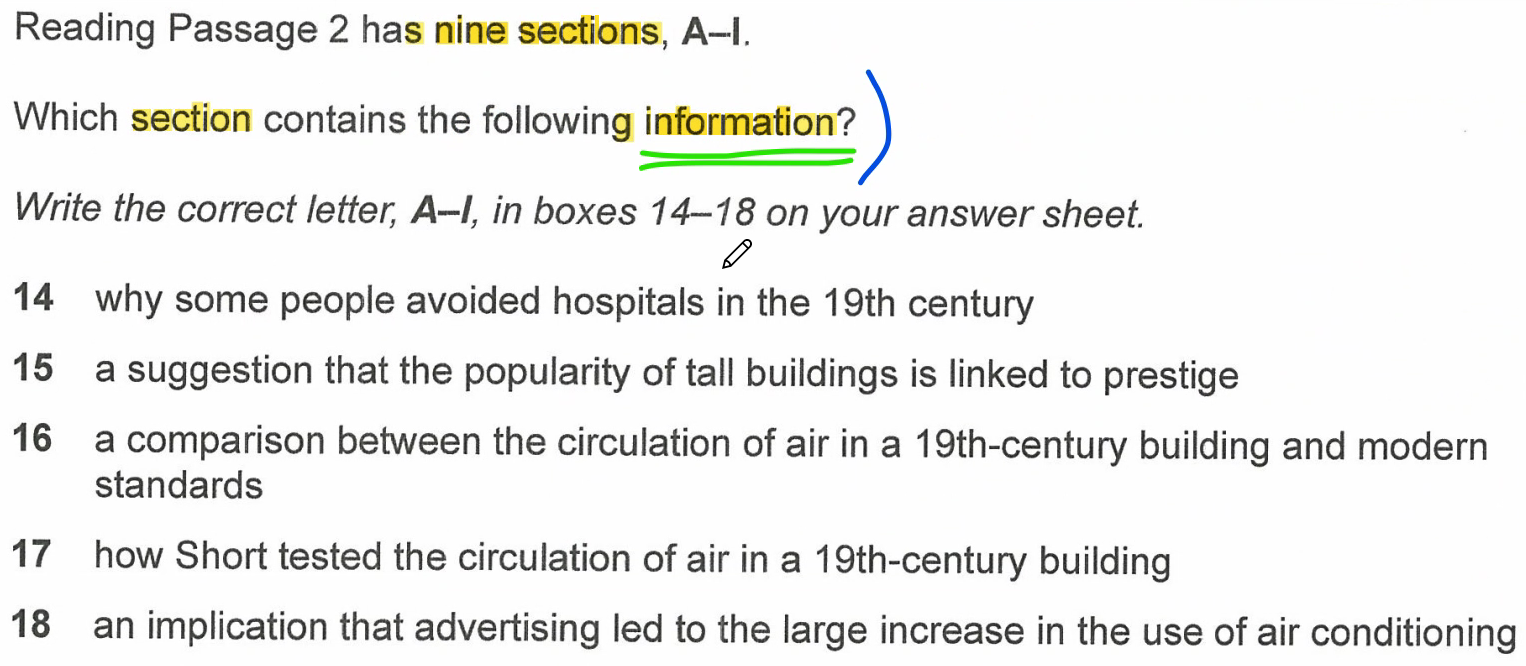 Reading Passage 2 has nine sections, A–I.
Which section contains the following information?
Write the correct letter, A–I, in boxes 14–18 on your answer sheet.
14 why some people avoided hospitals in the 19th century
15 a suggestion that the popularity of tall buildings is linked to prestige
16 a comparison between the circulation of air in a 19th-century building and modern
standards
17 how Short tested the circulation of air in a 19th-century building
18 an implication that advertising led to the large increase in the use of air conditioning